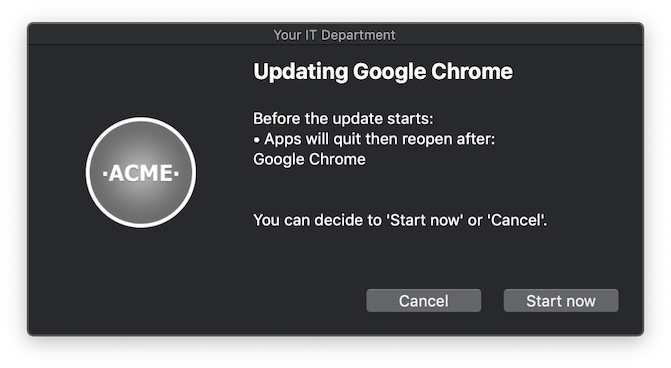 Your IT Department
Updating Google Chrome
Before the update starts:
• Apps will quit then reopen after:
Google Chrome
·ACME·
You can decide to 'Start now' or 'Cancel'.
Cancel
Start now